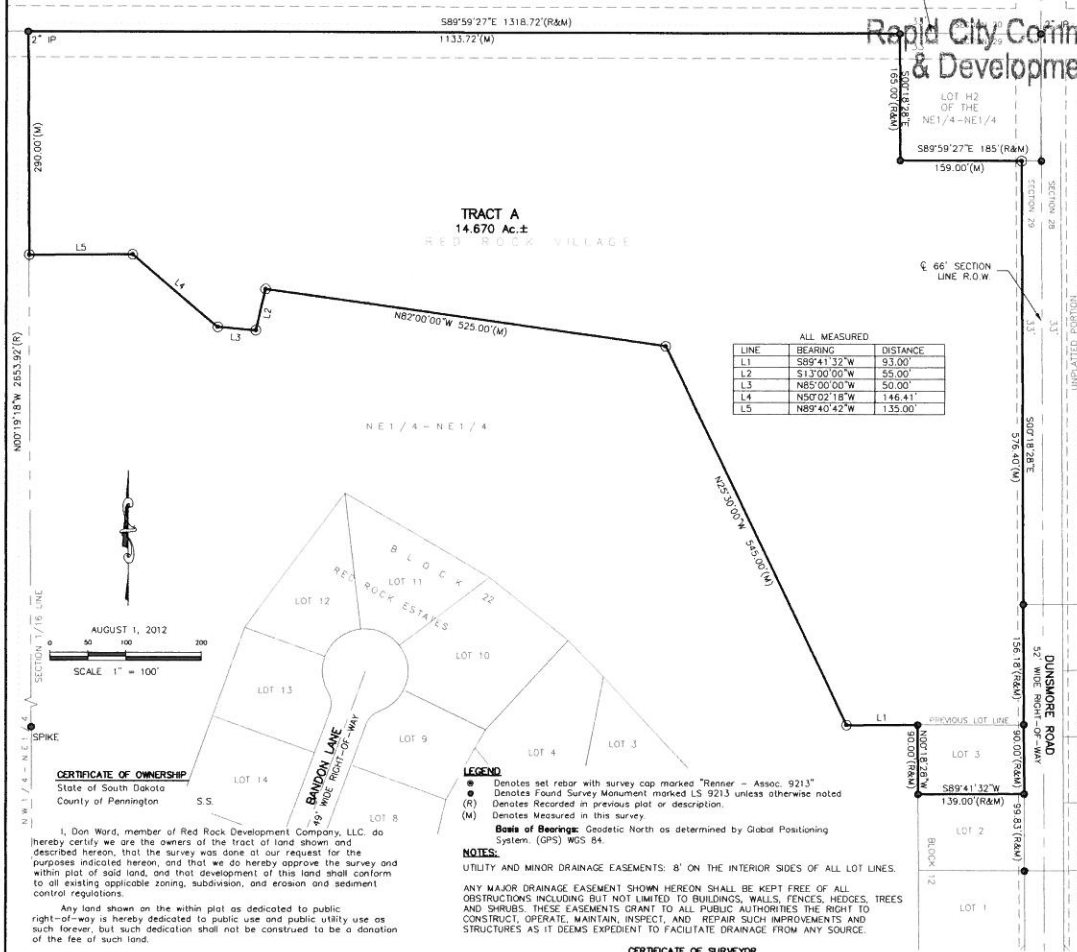 S89°59'27"E 1318.72'(R&M)
1133.72'(M)
2" IP
SECTION 30
SECTION 29
2" IP
Rapid City Comm
& Developme
33'
S00°18'28"E
165.00'(R&M)
LOT H2
OF THE
NE1/4-NE1/4
S89°59'27"E 185'(R&M)
159.00'(M)
290.00'(M)
TRACT A
14.670 Ac.±
RED ROCK VILLAGE
SECTION 29
SECTION 28
L5
L4
L3
L2
N82°00'00"W 525.00'(M)
℄ 66' SECTION
LINE R.O.W.
33'
33'
UNPLATTED PORTION
ALL MEASURED
LINE BEARING DISTANCE
L1 S89°41'32"W 93.00'
L2 S13°00'00"W 55.00'
L3 N85°00'00"W 50.00'
L4 N50°02'18"W 146.41'
L5 N89°40'42"W 135.00'
N00°19'18"W 2653.92'(R)
NE1/4-NE1/4
S00°18'28"E
576.40'(M)
N25°30'00"W 545.00'(M)
BLOCK 22
RED ROCK ESTATES
LOT 11
LOT 12
LOT 10
LOT 13
LOT 9
LOT 4
LOT 3
LOT 14
LOT 8
BANDON LANE
49' WIDE RIGHT-OF-WAY
AUGUST 1, 2012
0 50 100 200
SCALE 1" = 100'
SECTION 1/16 LINE
NW1/4-NE1/4
SPIKE
156.18'(R&M)
DUNSMORE ROAD
52' WIDE RIGHT-OF-WAY
L1
PREVIOUS LOT LINE
N00°18'28"W
90.00'(R&M)
LOT 3
90.00'(R&M)
S89°41'32"W
139.00'(R&M)
LOT 2
99.83'(R&M)
BLOCK 12
LOT 1
CERTIFICATE OF OWNERSHIP
State of South Dakota
County of Pennington S.S.
I, Don Ward, member of Red Rock Development Company, LLC. do
hereby certify we are the owners of the tract of land shown and
described hereon, that the survey was done at our request for the
purposes indicated hereon, and that we do hereby approve the survey and
within plat of said land, and that development of this land shall conform
to all existing applicable zoning, subdivision, and erosion and sediment
control regulations.
Any land shown on the within plat as dedicated to public
right-of-way is hereby dedicated to public use and public utility use as
such forever, but such dedication shall not be construed to be a donation
of the fee of such land.
LEGEND
Denotes set rebar with survey cap marked "Renner - Assoc. 9213"
Denotes Found Survey Monument marked LS 9213 unless otherwise noted
(R) Denotes Recorded in previous plat or description.
(M) Denotes Measured in this survey.
Basis of Bearings: Geodetic North as determined by Global Positioning
System. (GPS) WGS 84.
NOTES:
UTILITY AND MINOR DRAINAGE EASEMENTS: 8' ON THE INTERIOR SIDES OF ALL LOT LINES.
ANY MAJOR DRAINAGE EASEMENT SHOWN HEREON SHALL BE KEPT FREE OF ALL
OBSTRUCTIONS INCLUDING BUT NOT LIMITED TO BUILDINGS, WALLS, FENCES, HEDGES, TREES
AND SHRUBS. THESE EASEMENTS GRANT TO ALL PUBLIC AUTHORITIES THE RIGHT TO
CONSTRUCT, OPERATE, MAINTAIN, INSPECT, AND REPAIR SUCH IMPROVEMENTS AND
STRUCTURES AS IT DEEMS EXPEDIENT TO FACILITATE DRAINAGE FROM ANY SOURCE.
CERTIFICATE OF SURVEYOR